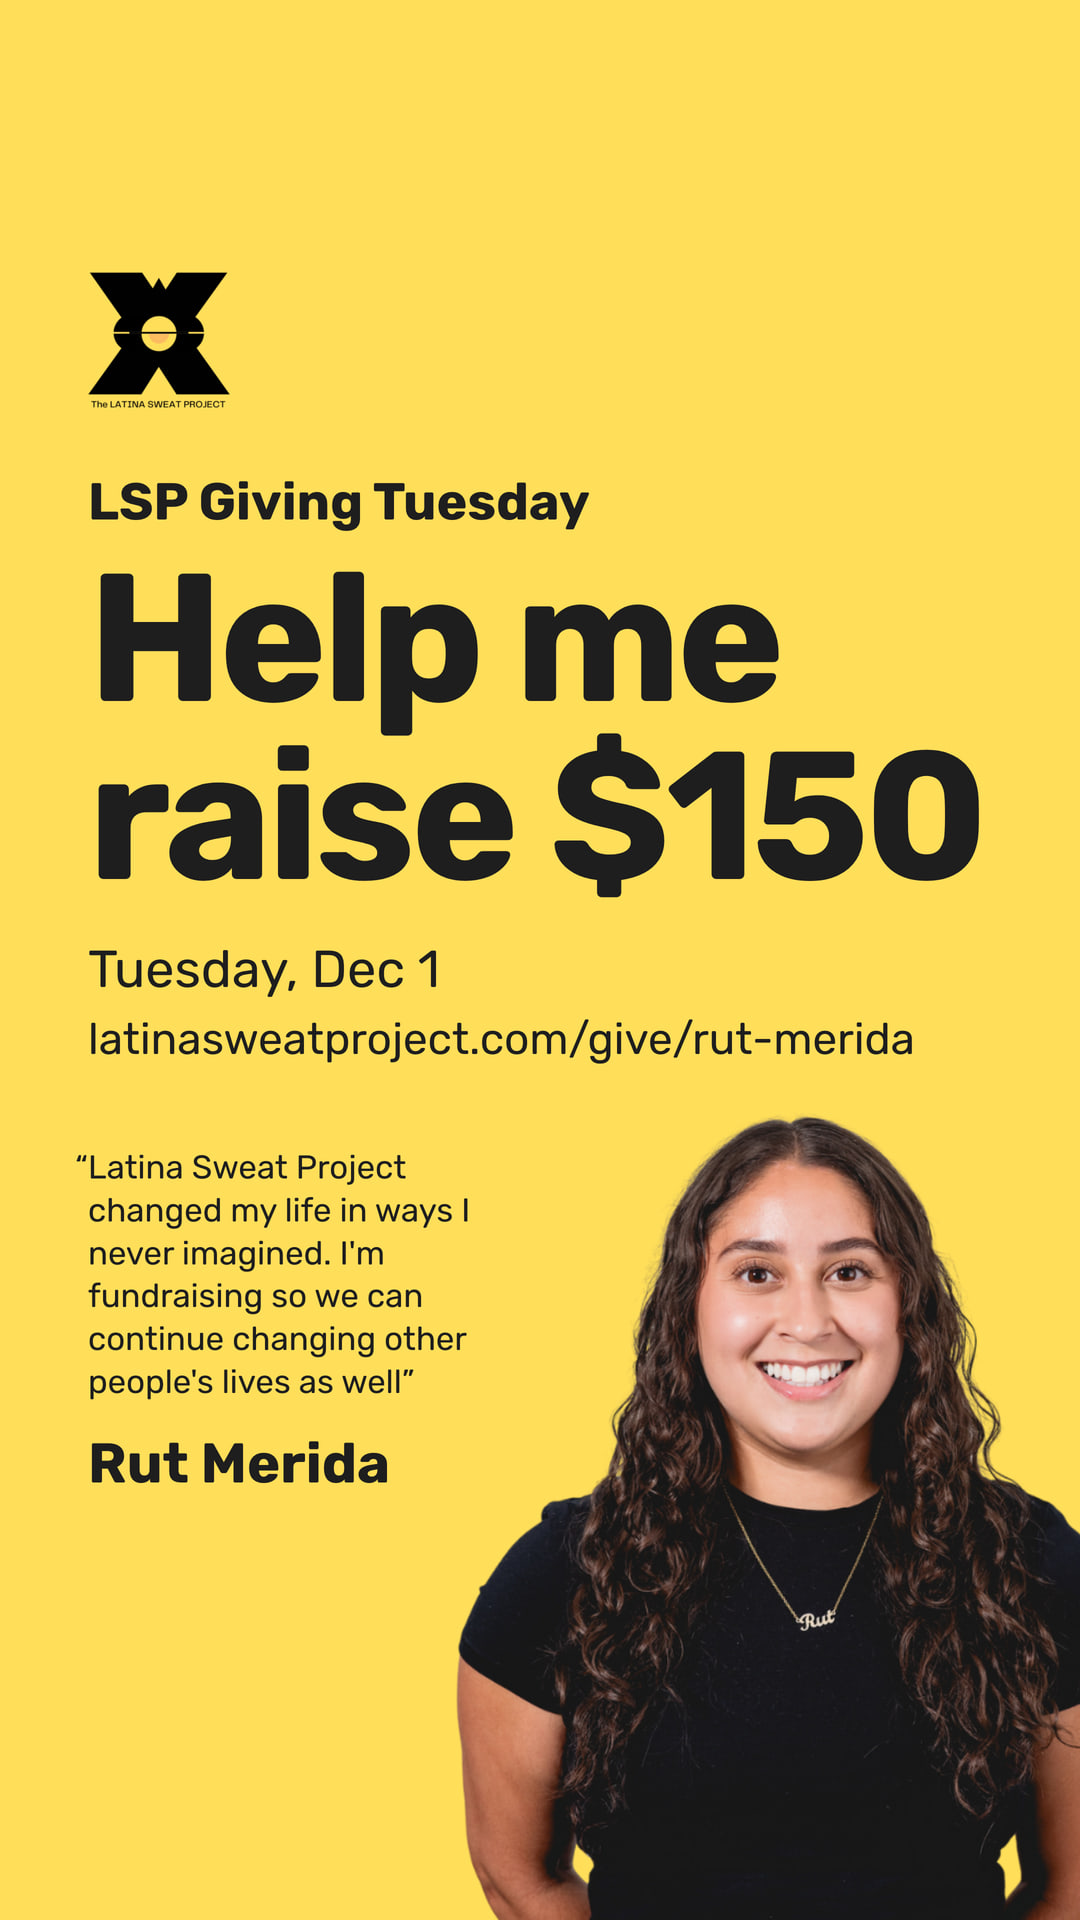 The LATINA SWEAT PROJECT
LSP Giving Tuesday
Help me
raise $150
Tuesday, Dec 1
latinasweatproject.com/give/rut-merida
“Latina Sweat Project
changed my life in ways I
never imagined. I'm
fundraising so we can
continue changing other
people's lives as well”
Rut Merida
Rut